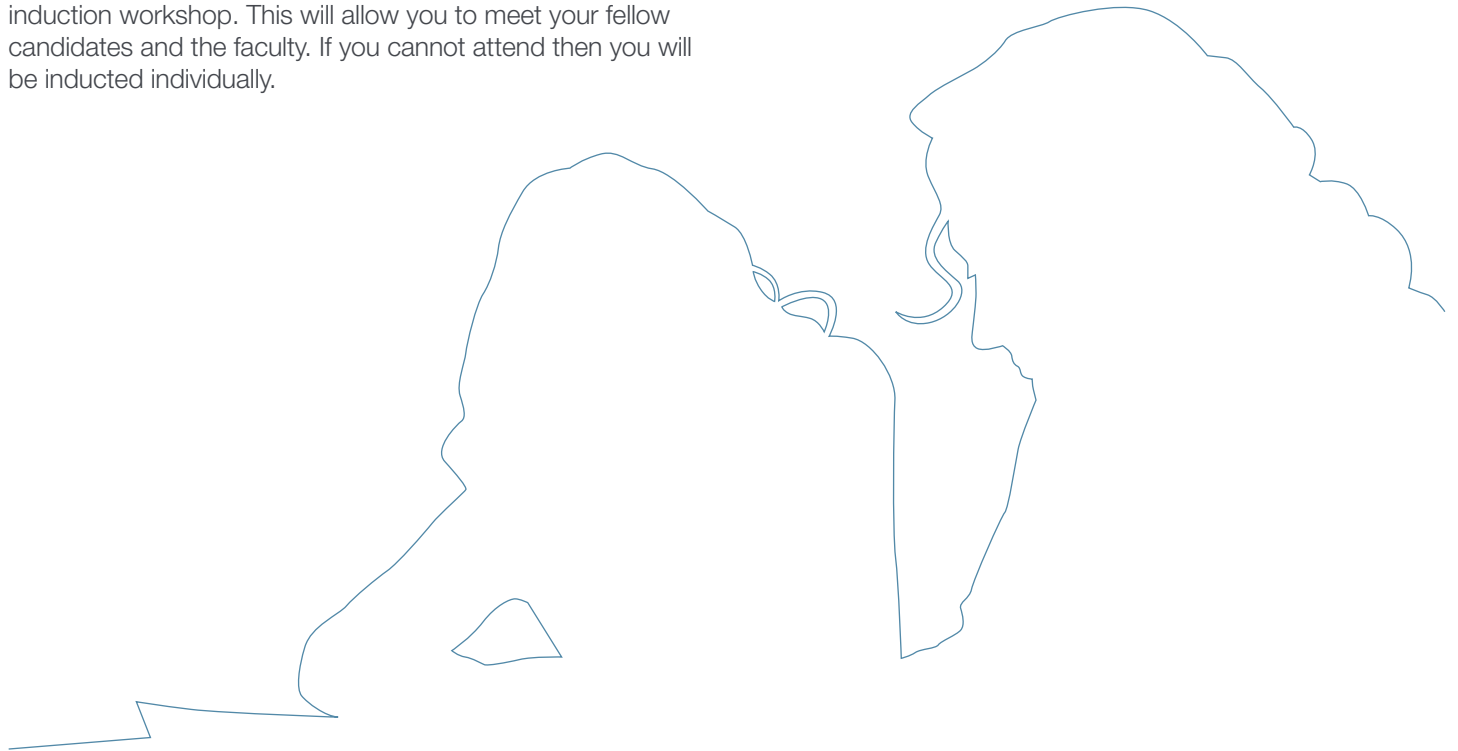 induction workshop. This will allow you to meet your fellow
candidates and the faculty. If you cannot attend then you will
be inducted individually.